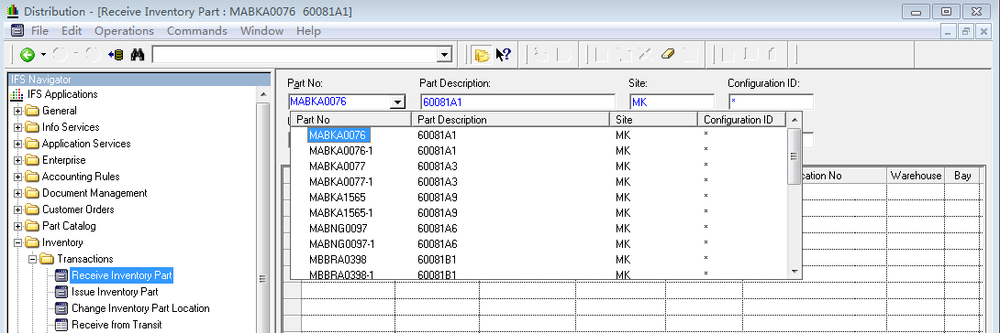 Distribution - [Receive Inventory Part : MABKA0076 60081A1]
File Edit Operations Commands Window Help
IFS Navigator
IFS Applications
General
Info Services
Application Services
Enterprise
Accounting Rules
Document Management
Customer Orders
Part Catalog
Inventory
Transactions
Receive Inventory Part
Issue Inventory Part
Change Inventory Part Location
Receive from Transit
Part No: Part Description: Site: Configuration ID:
MABKA0076 60081A1 MK *
Part No Part Description Site Configuration ID
MABKA0076 60081A1 MK *
MABKA0076-1 60081A1 MK *
MABKA0077 60081A3 MK *
MABKA0077-1 60081A3 MK *
MABKA1565 60081A9 MK *
MABKA1565-1 60081A9 MK *
MABNG0097 60081A6 MK *
MABNG0097-1 60081A6 MK *
MBBRA0398 60081B1 MK *
MBBRA0398-1 60081B1 MK *
cation No Warehouse Bay